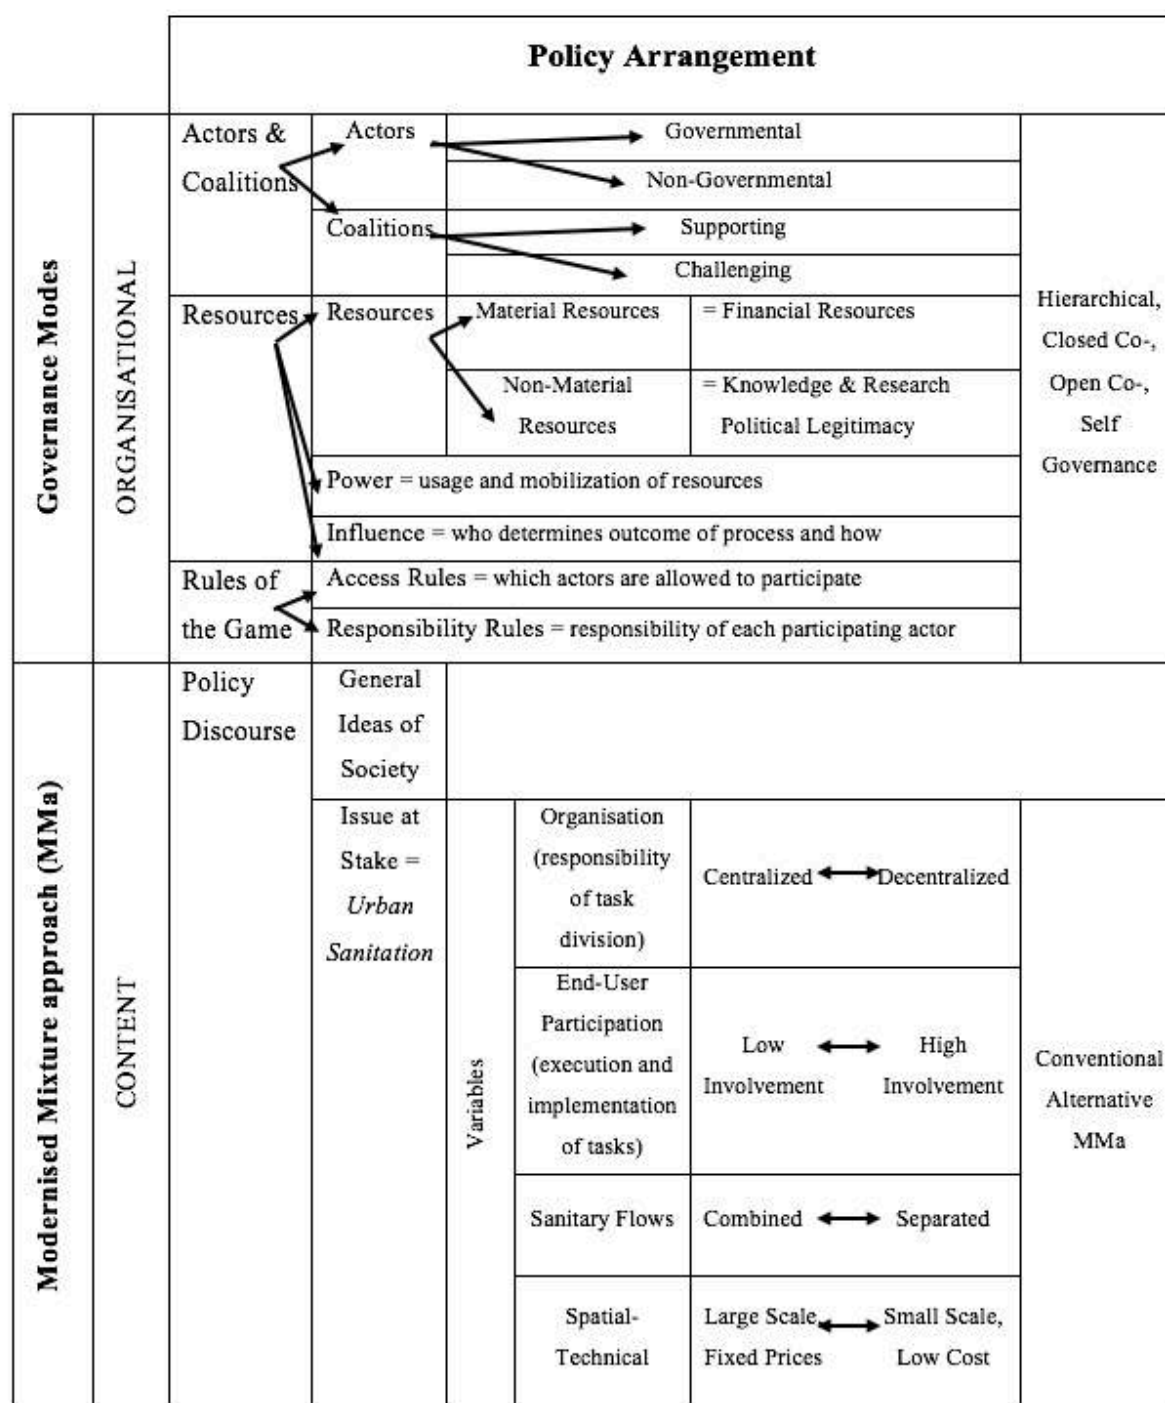 Policy Arrangement
Governance Modes
ORGANISATIONAL
Actors &
Coalitions
Actors
Governmental
Non-Governmental
Coalitions
Supporting
Challenging
Resources
Resources
Material Resources
= Financial Resources
Non-Material
Resources
= Knowledge & Research
Political Legitimacy
Power = usage and mobilization of resources
Influence = who determines outcome of process and how
Rules of
the Game
Access Rules = which actors are allowed to participate
Responsibility Rules = responsibility of each participating actor
Hierarchical,
Closed Co-,
Open Co-,
Self
Governance
Modernised Mixture approach (MMa)
CONTENT
Policy
Discourse
General
Ideas of
Society
Issue at
Stake =
Urban
Sanitation
Variables
Organisation
(responsibility
of task
division)
Centralized
Decentralized
End-User
Participation
(execution and
implementation
of tasks)
Low
Involvement
High
Involvement
Sanitary Flows
Combined
Separated
Spatial-
Technical
Large Scale,
Fixed Prices
Small Scale,
Low Cost
Conventional
Alternative
MMa